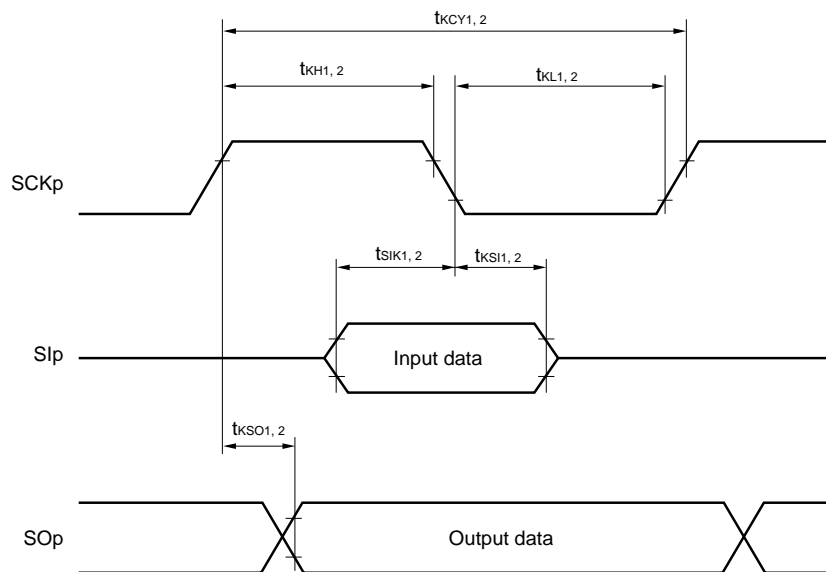 tKCY1, 2
tKH1, 2
tKL1, 2
SCKp
tSIK1, 2
tKSI1, 2
SIp
Input data
tKSO1, 2
SOp
Output data